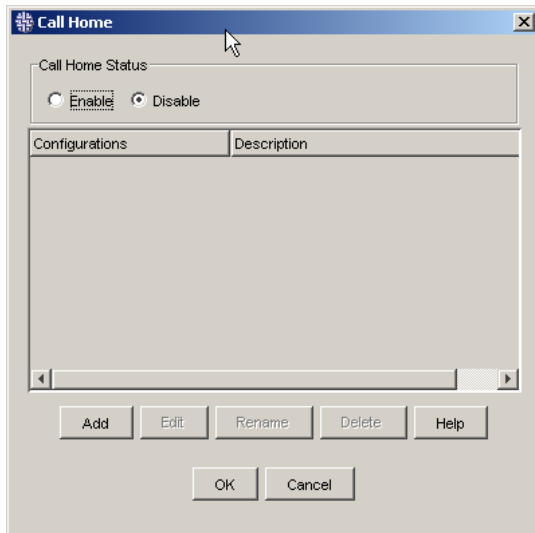 Call Home
Call Home Status
Enable Disable
Configurations Description
Add Edit Rename Delete Help
OK Cancel